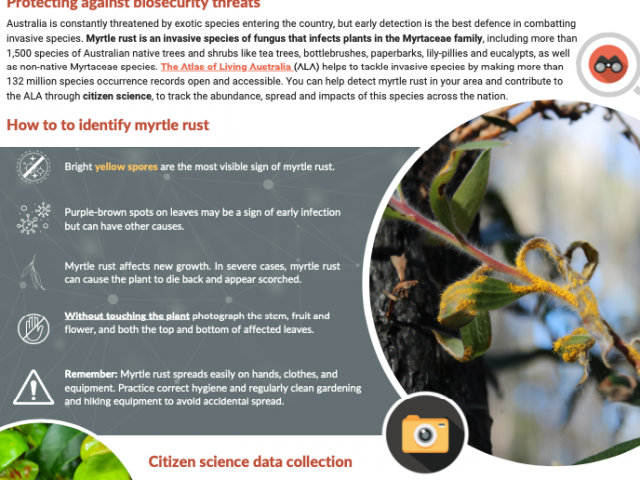 Protecting against biosecurity threats
Australia is constantly threatened by exotic species entering the country, but early detection is the best defence in combatting
invasive species. Myrtle rust is an invasive species of fungus that infects plants in the Myrtaceae family, including more than
1,500 species of Australian native trees and shrubs like tea trees, bottlebrushes, paperbarks, lily-pillies and eucalypts, as well
as non-native Myrtaceae species. The Atlas of Living Australia (ALA) helps to tackle invasive species by making more than
132 million species occurrence records open and accessible. You can help detect myrtle rust in your area and contribute to
the ALA through citizen science, to track the abundance, spread and impacts of this species across the nation.
How to to identify myrtle rust
Bright yellow spores are the most visible sign of myrtle rust.
Purple-brown spots on leaves may be a sign of early infection
but can have other causes.
Myrtle rust affects new growth. In severe cases, myrtle rust
can cause the plant to die back and appear scorched.
Without touching the plant photograph the stem, fruit and
flower, and both the top and bottom of affected leaves.
Remember: Myrtle rust spreads easily on hands, clothes, and
equipment. Practice correct hygiene and regularly clean gardening
and hiking equipment to avoid accidental spread.
Citizen science data collection